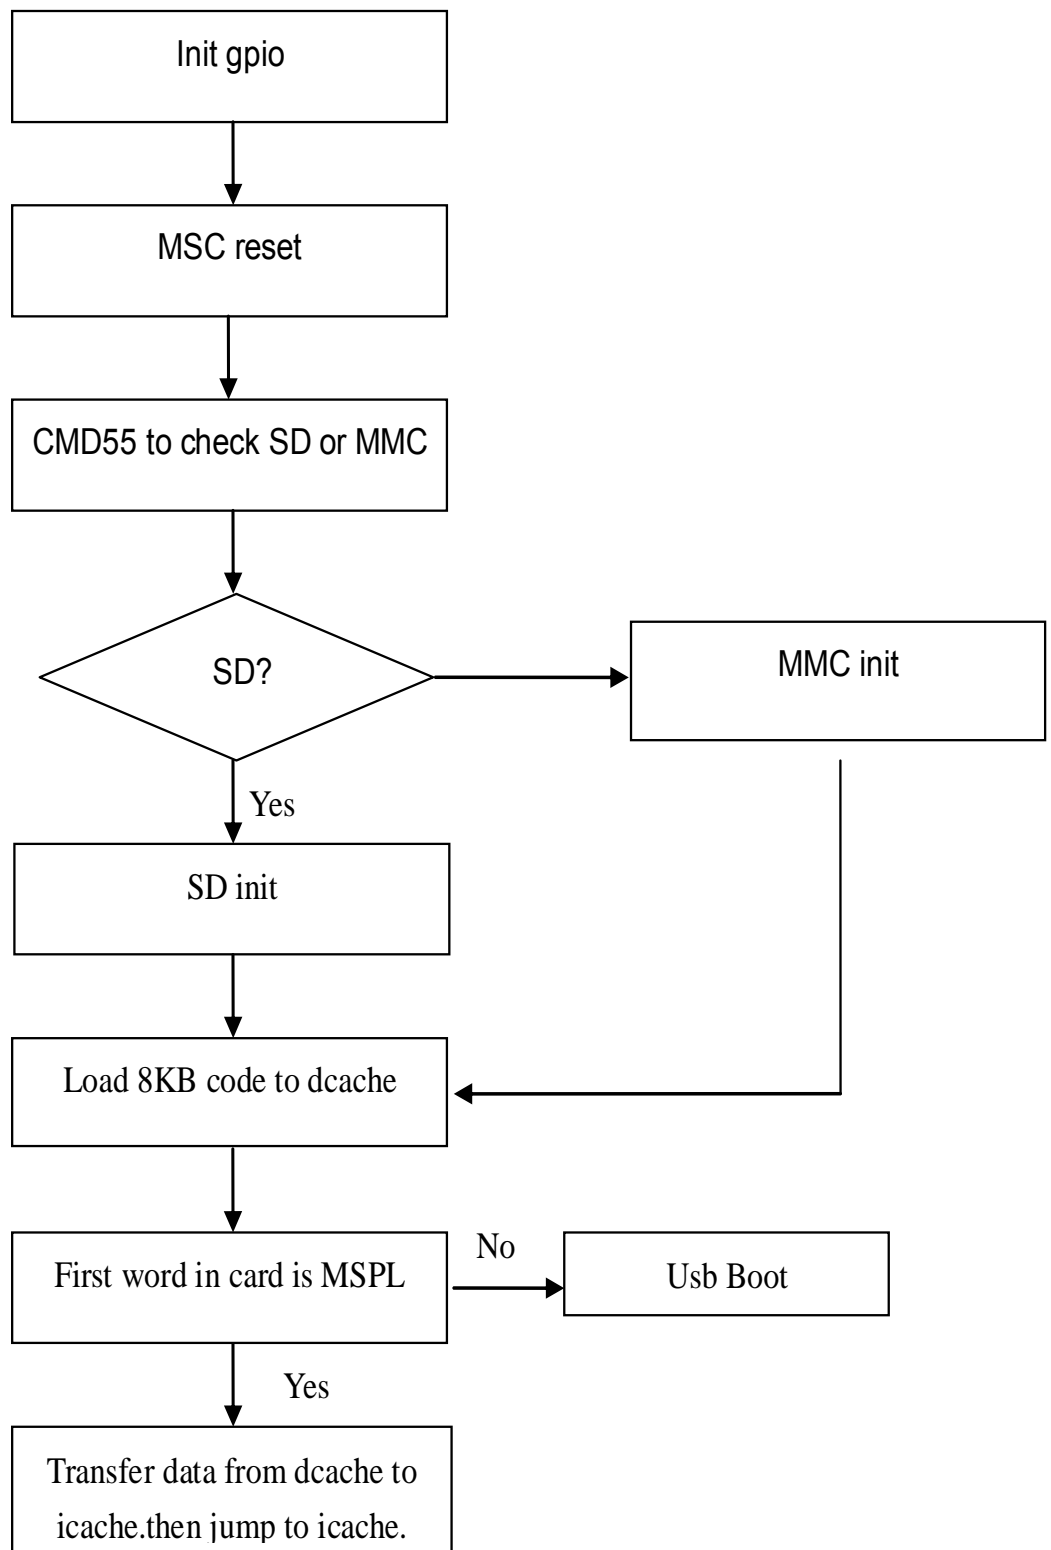 Init gpio
MSC reset
CMD55 to check SD or MMC
SD?
MMC init
Yes
SD init
Load 8KB code to dcache
First word in card is MSPL
No
Usb Boot
Yes
Transfer data from dcache to
icache.then jump to icache.